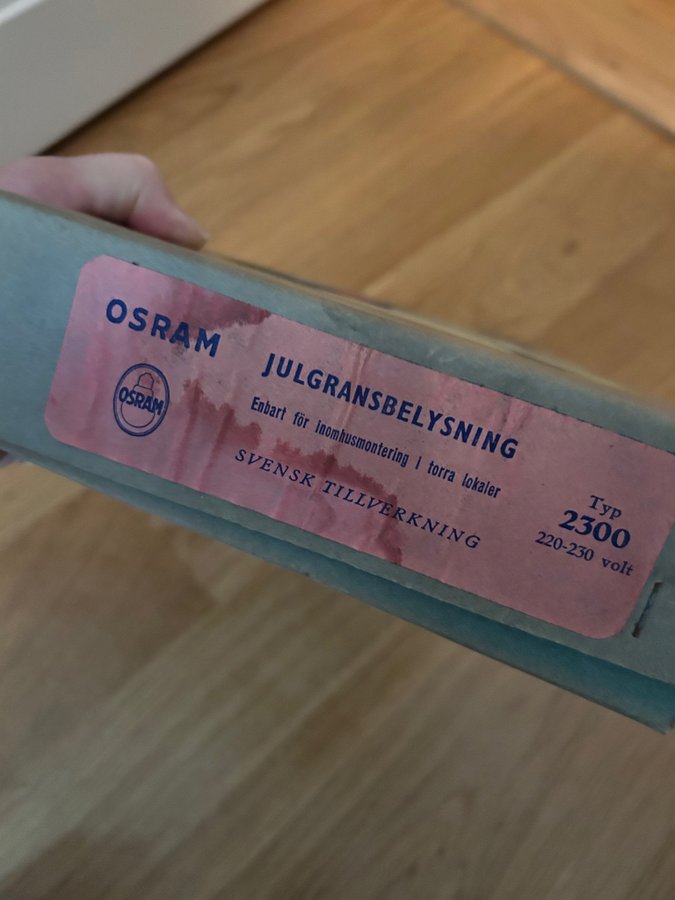 OSRAM
OSRAM
JULGRANSBELYSNING
Enbart för inomhusmontering i torra lokaler
SVENSK TILLVERKNING
Typ
2300
220-230 volt